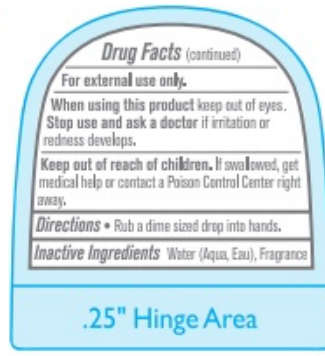 Drug Facts (continued)
For external use only.
When using this product keep out of eyes.
Stop use and ask a doctor if irritation or
redness develops.
Keep out of reach of children. If swallowed, get
medical help or contact a Poison Control Center right
away.
Directions • Rub a dime sized drop into hands.
Inactive Ingredients Water (Aqua, Eau), Fragrance
.25" Hinge Area